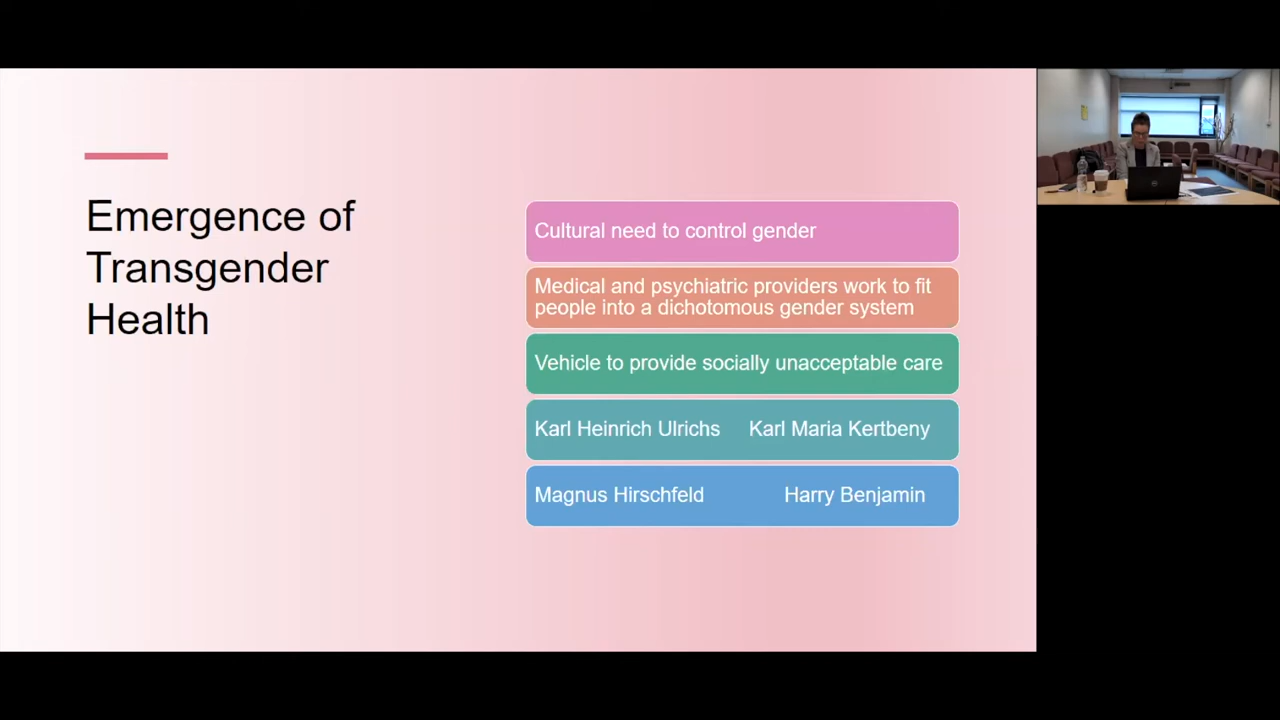 Emergence of
Transgender
Health
Cultural need to control gender
Medical and psychiatric providers work to fit
people into a dichotomous gender system
Vehicle to provide socially unacceptable care
Karl Heinrich Ulrichs Karl Maria Kertbeny
Magnus Hirschfeld Harry Benjamin